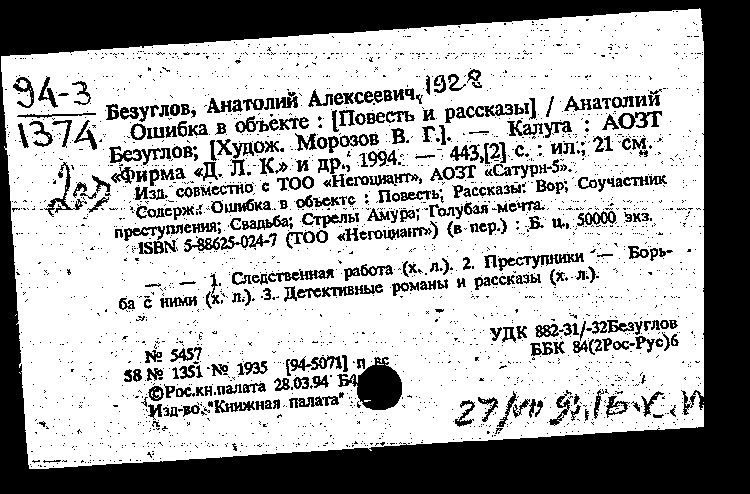 94-3
1374
Безуглов, Анатолий Алексеевич, 1928
Ошибка в объекте : [Повесть и рассказы] / Анатолий
Безуглов; [Худож. Морозов В. Г.]. — Калуга : АОЗТ
«Фирма «Д. Л. К.» и др., 1994. — 443,[2] с. : ил.; 21 см.
Изд. совместно с ТОО «Негоциант», АОЗТ «Сатурн-5».
Содерж.: Ошибка в объекте : Повесть; Рассказы: Вор; Соучастник
преступления; Свадьба; Стрелы Амура; Голубая мечта.
ISBN 5-88625-024-7 (ТОО «Негоциант») (в пер.) : Б. ц., 50000 экз.
— — 1. Следственная работа (х. л.). 2. Преступники — Борь-
ба с ними (х. л.). 3. Детективные романы и рассказы (х. л.).
УДК 882-31/-32Безуглов
ББК 84(2Рос-Рус)6
№ 5457
58 № 1351 № 1935 [94-5071] п вс
©Рос.кн.палата 28.03.94 Б4
Изд-во "Книжная палата"